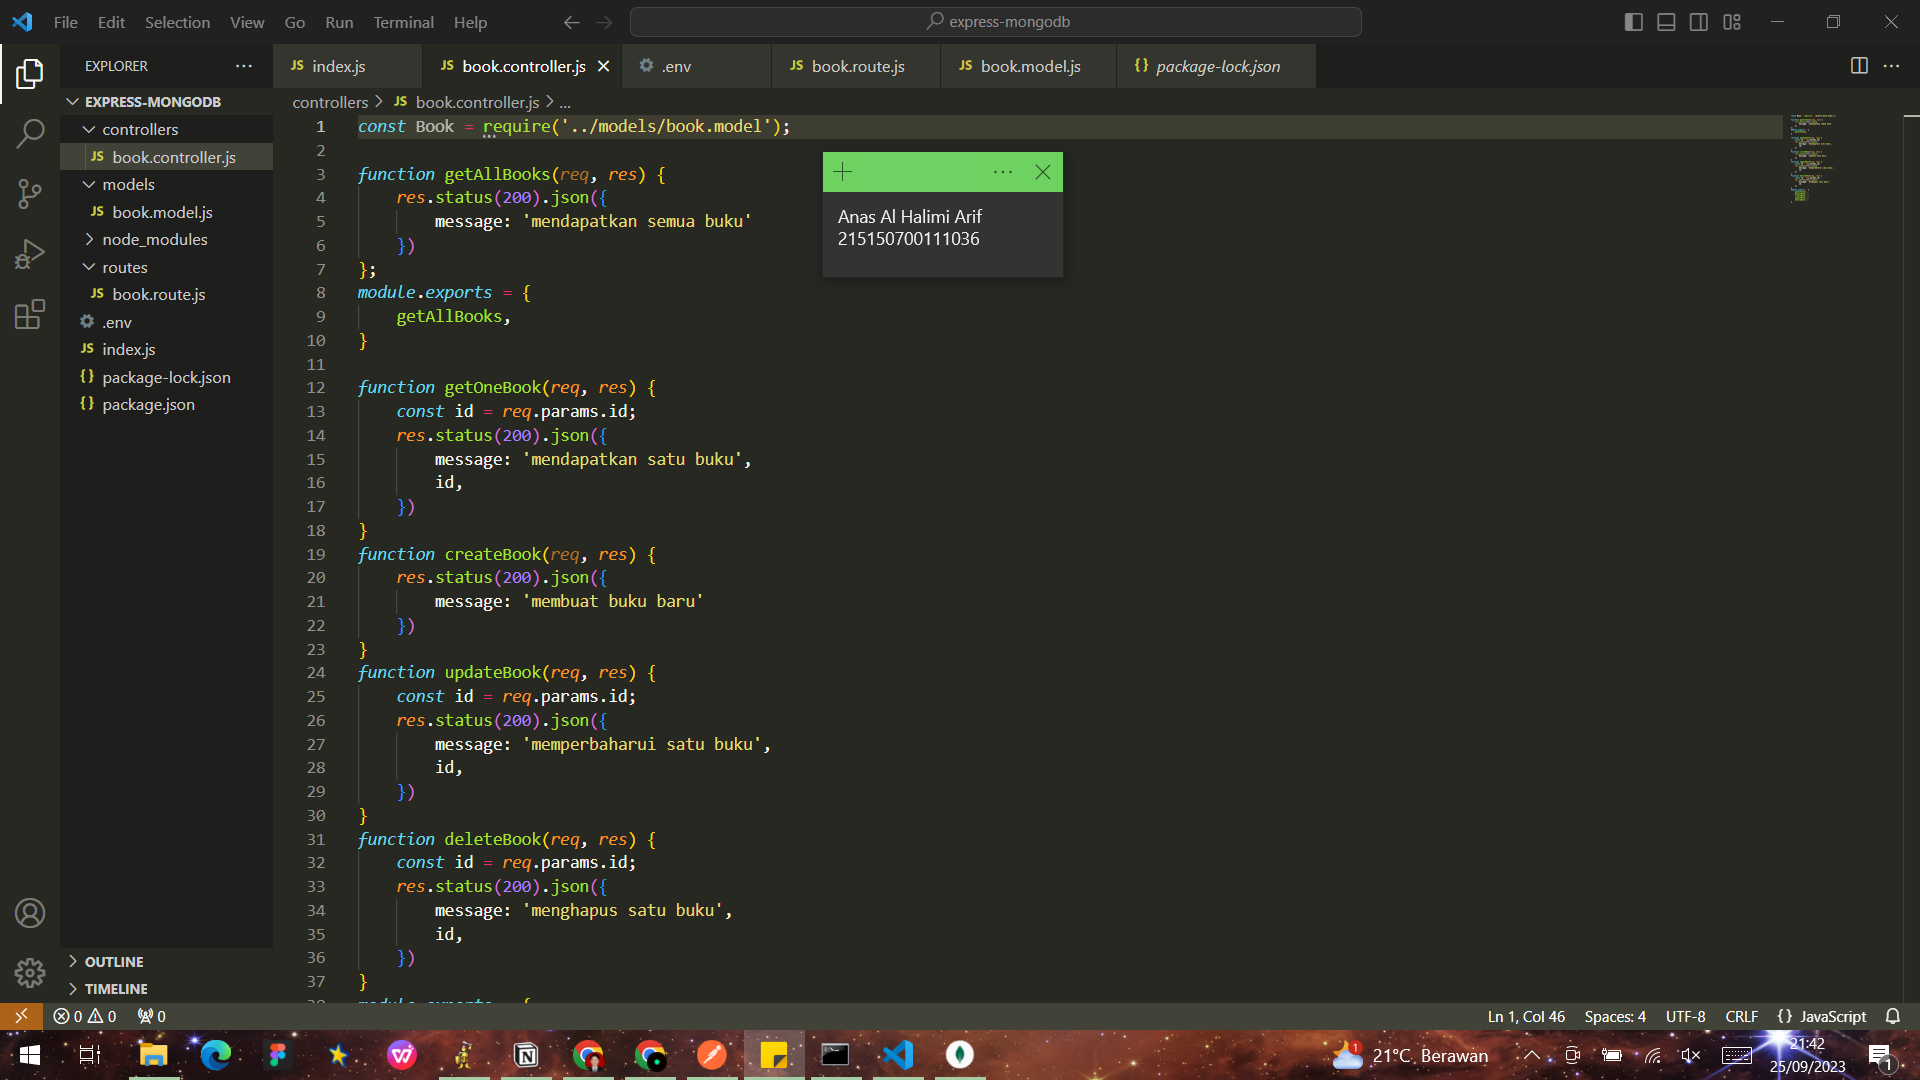 File Edit Selection View Go Run Terminal Help
express-mongodb
EXPLORER
EXPRESS-MONGODB
controllers
JS book.controller.js
models
JS book.model.js
node_modules
routes
JS book.route.js
.env
JS index.js
{} package-lock.json
{} package.json
OUTLINE
TIMELINE
JS index.js
JS book.controller.js
.env
JS book.route.js
JS book.model.js
{} package-lock.json
controllers > JS book.controller.js > ...
1 const Book = require('../models/book.model');
2
3 function getAllBooks(req, res) {
4 res.status(200).json({
5 message: 'mendapatkan semua buku'
6 })
7 };
8 module.exports = {
9 getAllBooks,
10 }
11
12 function getOneBook(req, res) {
13 const id = req.params.id;
14 res.status(200).json({
15 message: 'mendapatkan satu buku',
16 id,
17 })
18 }
19 function createBook(req, res) {
20 res.status(200).json({
21 message: 'membuat buku baru'
22 })
23 }
24 function updateBook(req, res) {
25 const id = req.params.id;
26 res.status(200).json({
27 message: 'memperbaharui satu buku',
28 id,
29 })
30 }
31 function deleteBook(req, res) {
32 const id = req.params.id;
33 res.status(200).json({
34 message: 'menghapus satu buku',
35 id,
36 })
37 }
38 module.exports = {
Anas Al Halimi Arif
215150700111036
0 0 0
Ln 1, Col 46 Spaces: 4 UTF-8 CRLF {} JavaScript
1 21°C Berawan
21:42
25/09/2023
1